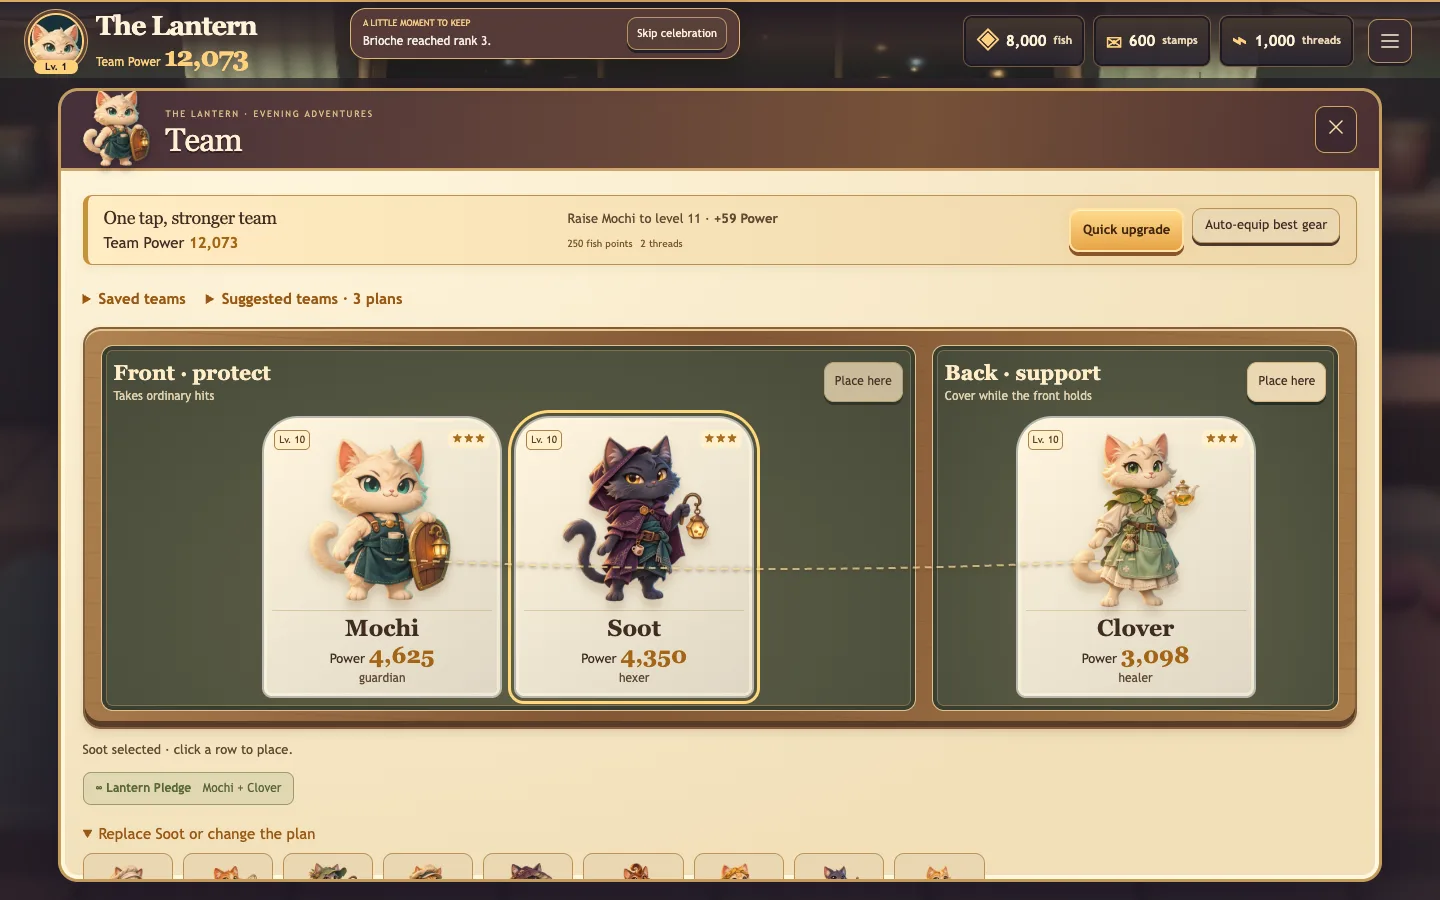 The Lantern
Team Power 12,073
Lv. 1
A LITTLE MOMENT TO KEEP
Brioche reached rank 3.
Skip celebration
8,000 fish
600 stamps
1,000 threads
THE LANTERN · EVENING ADVENTURES
Team
One tap, stronger team
Team Power 12,073
Raise Mochi to level 11 · +59 Power
250 fish points 2 threads
Quick upgrade
Auto-equip best gear
Saved teams
Suggested teams · 3 plans
Front · protect
Takes ordinary hits
Place here
Back · support
Cover while the front holds
Place here
Lv. 10
Mochi
Power 4,625
guardian
Lv. 10
Soot
Power 4,350
hexer
Lv. 10
Clover
Power 3,098
healer
Soot selected · click a row to place.
∞ Lantern Pledge Mochi + Clover
Replace Soot or change the plan